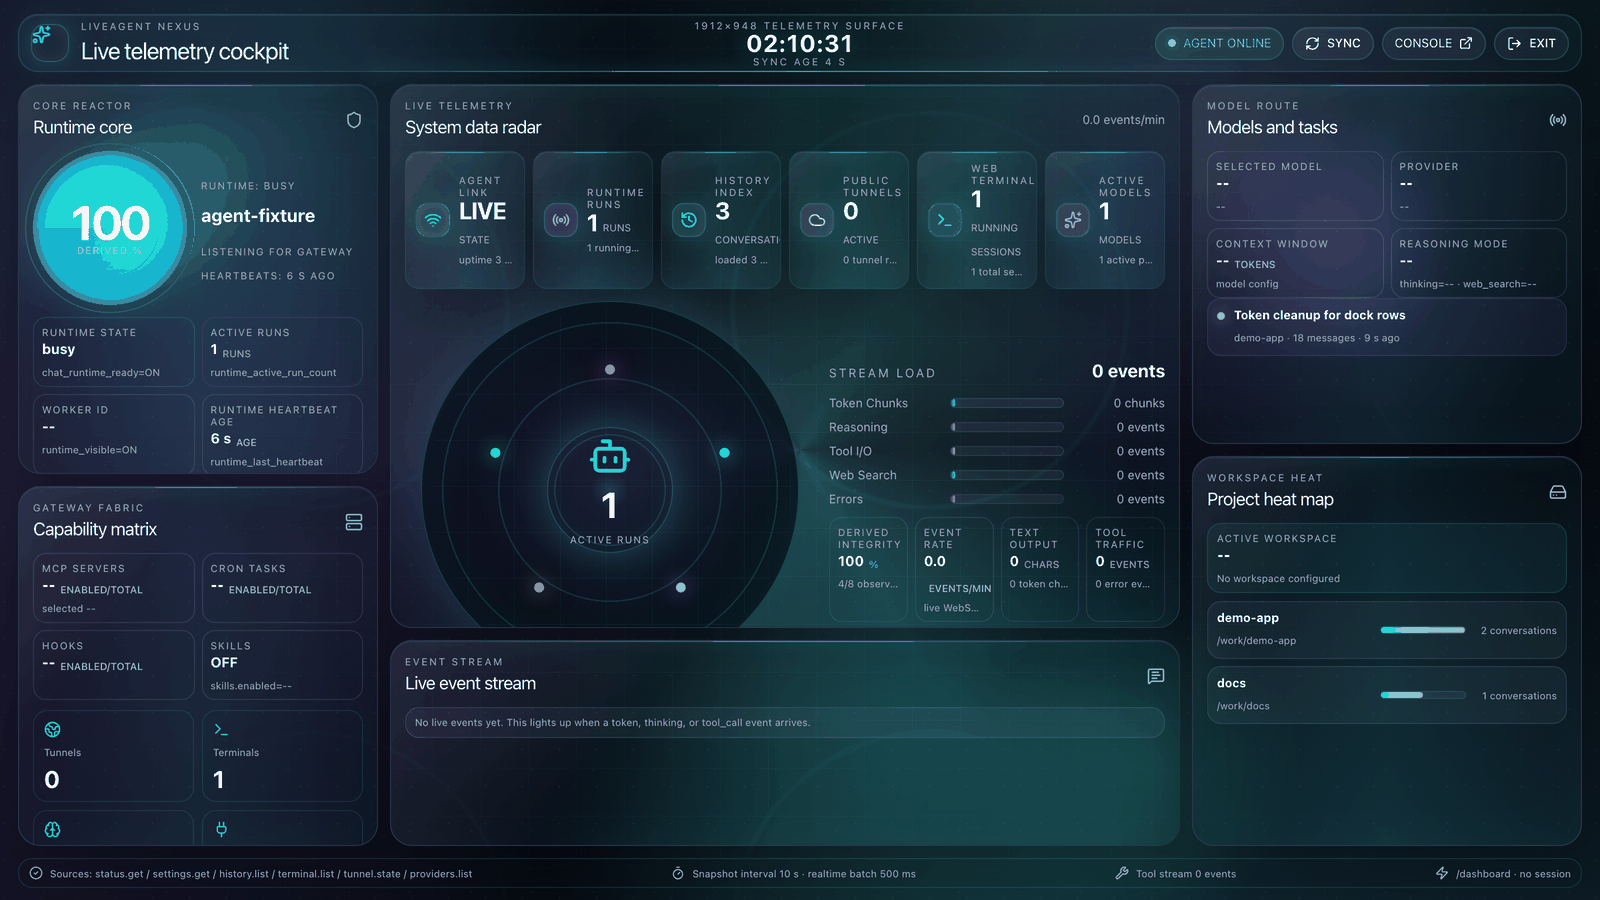 LIVEAGENT NEXUS
Live telemetry cockpit
1912×948 TELEMETRY SURFACE
02:10:31
SYNC AGE 4 S
AGENT ONLINE
SYNC
CONSOLE
EXIT
CORE REACTOR
Runtime core
100
DERIVED %
RUNTIME: BUSY
agent-fixture
LISTENING FOR GATEWAY
HEARTBEATS: 6 S AGO
RUNTIME STATE
busy
chat_runtime_ready=ON
ACTIVE RUNS
1 RUNS
runtime_active_run_count
WORKER ID
--
runtime_visible=ON
RUNTIME HEARTBEAT
AGE
6 s AGE
runtime_last_heartbeat
GATEWAY FABRIC
Capability matrix
MCP SERVERS
-- ENABLED/TOTAL
selected --
CRON TASKS
-- ENABLED/TOTAL
HOOKS
-- ENABLED/TOTAL
SKILLS
OFF
skills.enabled=--
Tunnels
0
Terminals
1
LIVE TELEMETRY
System data radar
0.0 events/min
AGENT
LINK
LIVE
STATE
uptime 3 ...
RUNTIME
RUNS
1 RUNS
1 running...
HISTORY
INDEX
3
CONVERSATI
loaded 3 ...
PUBLIC
TUNNELS
0
ACTIVE
0 tunnel r...
WEB
TERMINAL
1
RUNNING
SESSIONS
1 total se...
ACTIVE
MODELS
1
MODELS
1 active p...
1
ACTIVE RUNS
STREAM LOAD
0 events
Token Chunks
0 chunks
Reasoning
0 events
Tool I/O
0 events
Web Search
0 events
Errors
0 events
DERIVED
INTEGRITY
100 %
4/8 observ...
EVENT
RATE
0.0
EVENTS/MIN
live WebS...
TEXT
OUTPUT
0 CHARS
0 token ch...
TOOL
TRAFFIC
0 EVENTS
0 error ev...
EVENT STREAM
Live event stream
No live events yet. This lights up when a token, thinking, or tool_call event arrives.
MODEL ROUTE
Models and tasks
SELECTED MODEL
--
--
PROVIDER
--
--
CONTEXT WINDOW
-- TOKENS
model config
REASONING MODE
--
thinking=-- · web_search=--
Token cleanup for dock rows
demo-app · 18 messages · 9 s ago
WORKSPACE HEAT
Project heat map
ACTIVE WORKSPACE
--
No workspace configured
demo-app
/work/demo-app
2 conversations
docs
/work/docs
1 conversations
Sources: status.get / settings.get / history.list / terminal.list / tunnel.state / providers.list
Snapshot interval 10 s · realtime batch 500 ms
Tool stream 0 events
/dashboard · no session